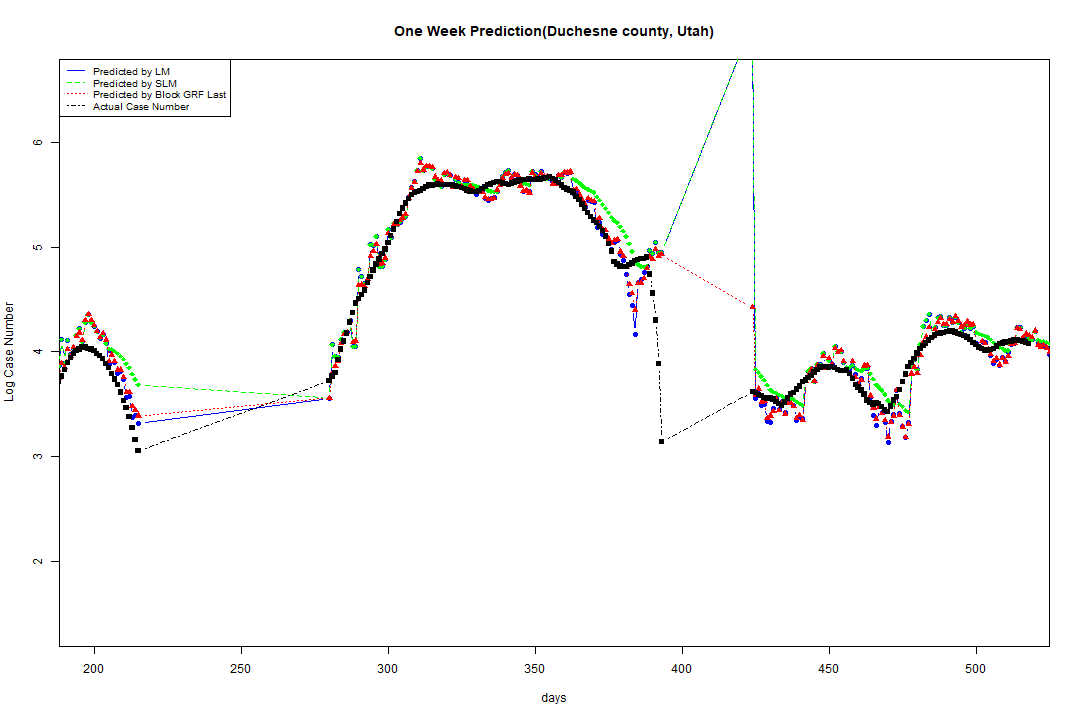 One Week Prediction(Duchesne county, Utah)
Predicted by LM
Predicted by SLM
Predicted by Block GRF Last
Actual Case Number
6
5
4
3
2
Log Case Number
200
250
300
350
400
450
500
days